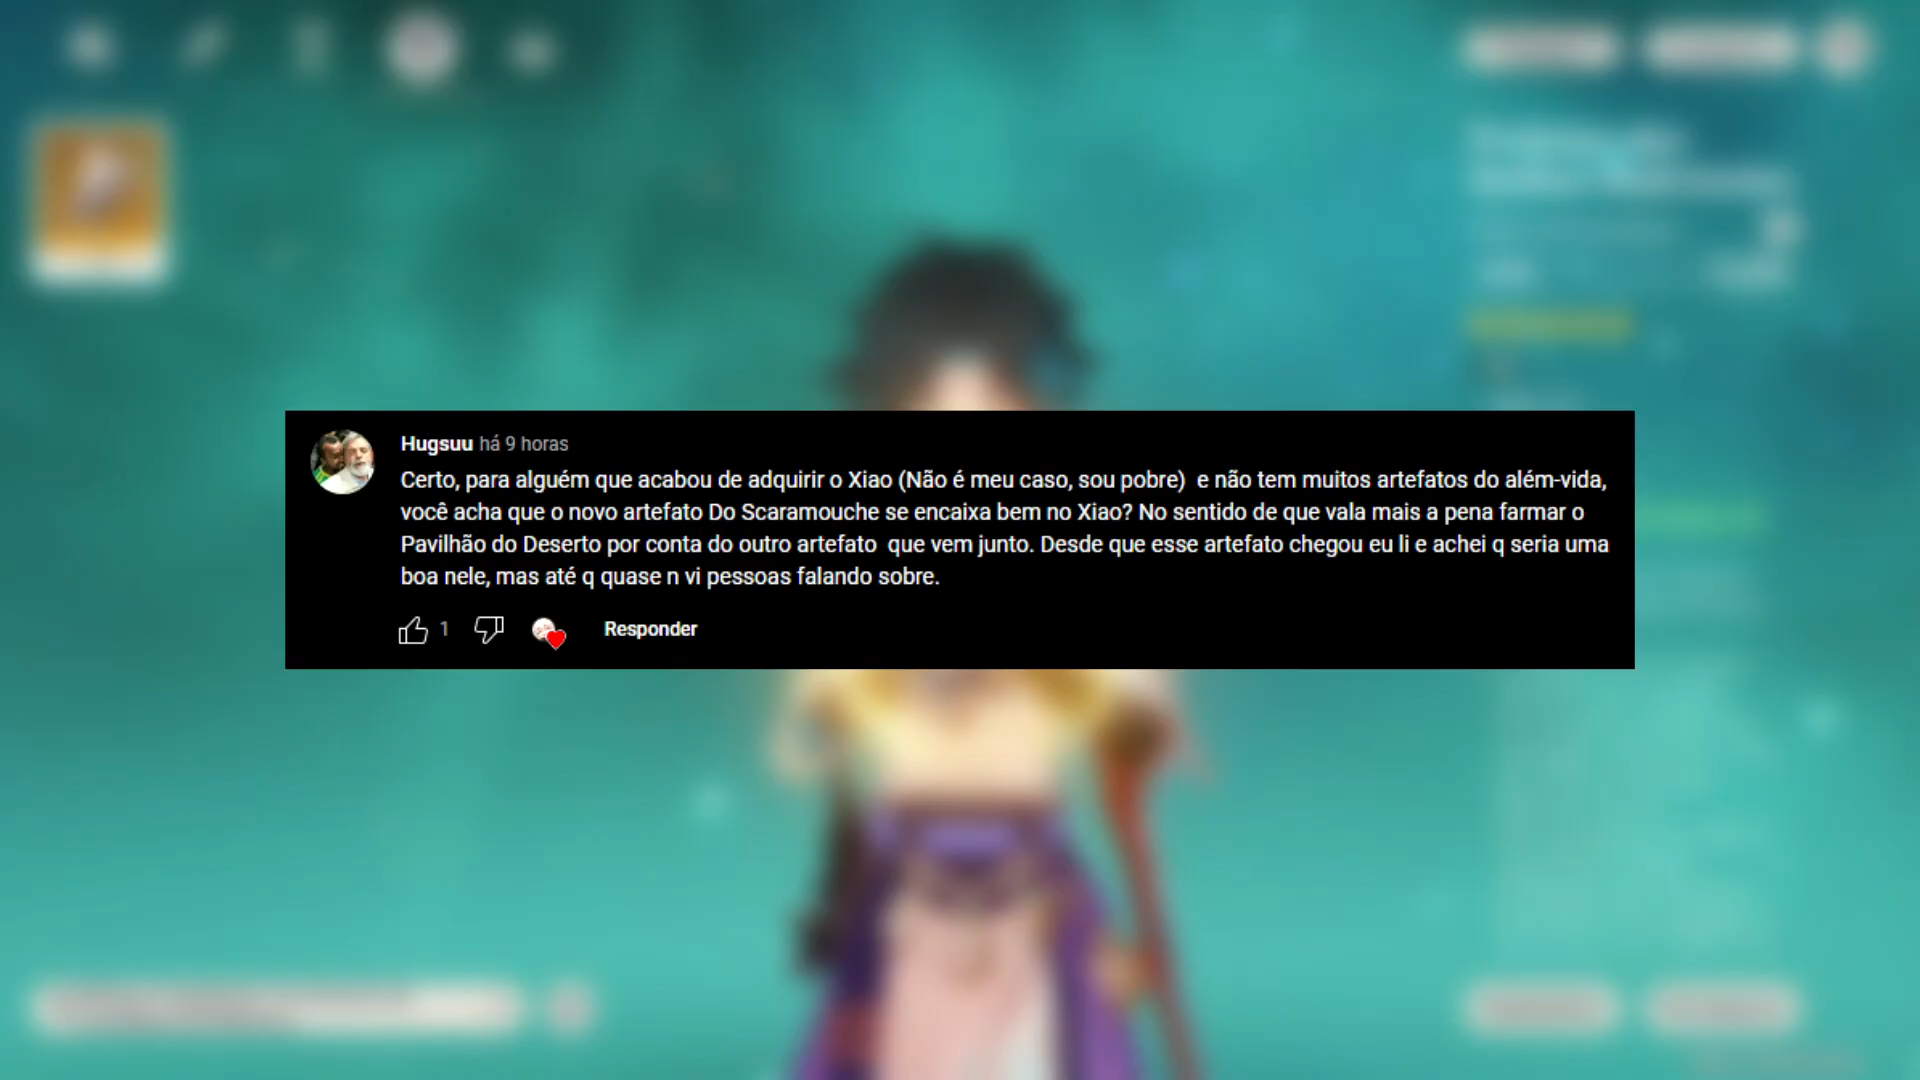 Hugsuu há 9 horas
Certo, para alguém que acabou de adquirir o Xiao (Não é meu caso, sou pobre)  e não tem muitos artefatos do além-vida,
você acha que o novo artefato Do Scaramouche se encaixa bem no Xiao? No sentido de que vala mais a pena farmar o
Pavilhão do Deserto por conta do outro artefato  que vem junto. Desde que esse artefato chegou eu li e achei q seria uma
boa nele, mas até q quase n vi pessoas falando sobre.
1 Responder